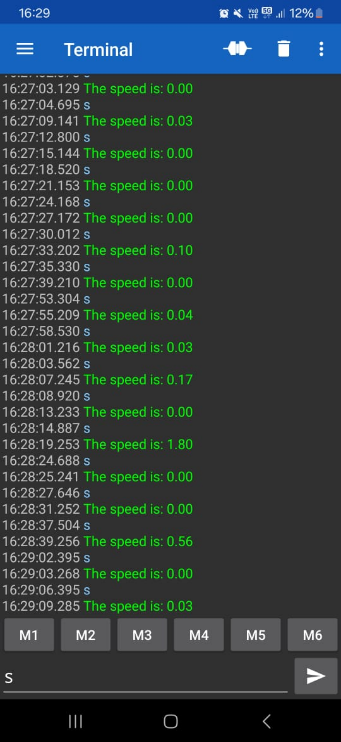 16:29
Vo)) LTE 5G 12%
Terminal
16:27:03.129 The speed is: 0.00
16:27:04.695 s
16:27:09.141 The speed is: 0.03
16:27:12.800 s
16:27:15.144 The speed is: 0.00
16:27:18.520 s
16:27:21.153 The speed is: 0.00
16:27:24.168 s
16:27:27.172 The speed is: 0.00
16:27:30.012 s
16:27:33.202 The speed is: 0.10
16:27:35.330 s
16:27:39.210 The speed is: 0.00
16:27:53.304 s
16:27:55.209 The speed is: 0.04
16:27:58.530 s
16:28:01.216 The speed is: 0.03
16:28:03.562 s
16:28:07.245 The speed is: 0.17
16:28:08.920 s
16:28:13.233 The speed is: 0.00
16:28:14.887 s
16:28:19.253 The speed is: 1.80
16:28:24.688 s
16:28:25.241 The speed is: 0.00
16:28:27.646 s
16:28:31.252 The speed is: 0.00
16:28:37.504 s
16:28:39.256 The speed is: 0.56
16:29:02.395 s
16:29:03.268 The speed is: 0.00
16:29:06.395 s
16:29:09.285 The speed is: 0.03
M1 M2 M3 M4 M5 M6
s